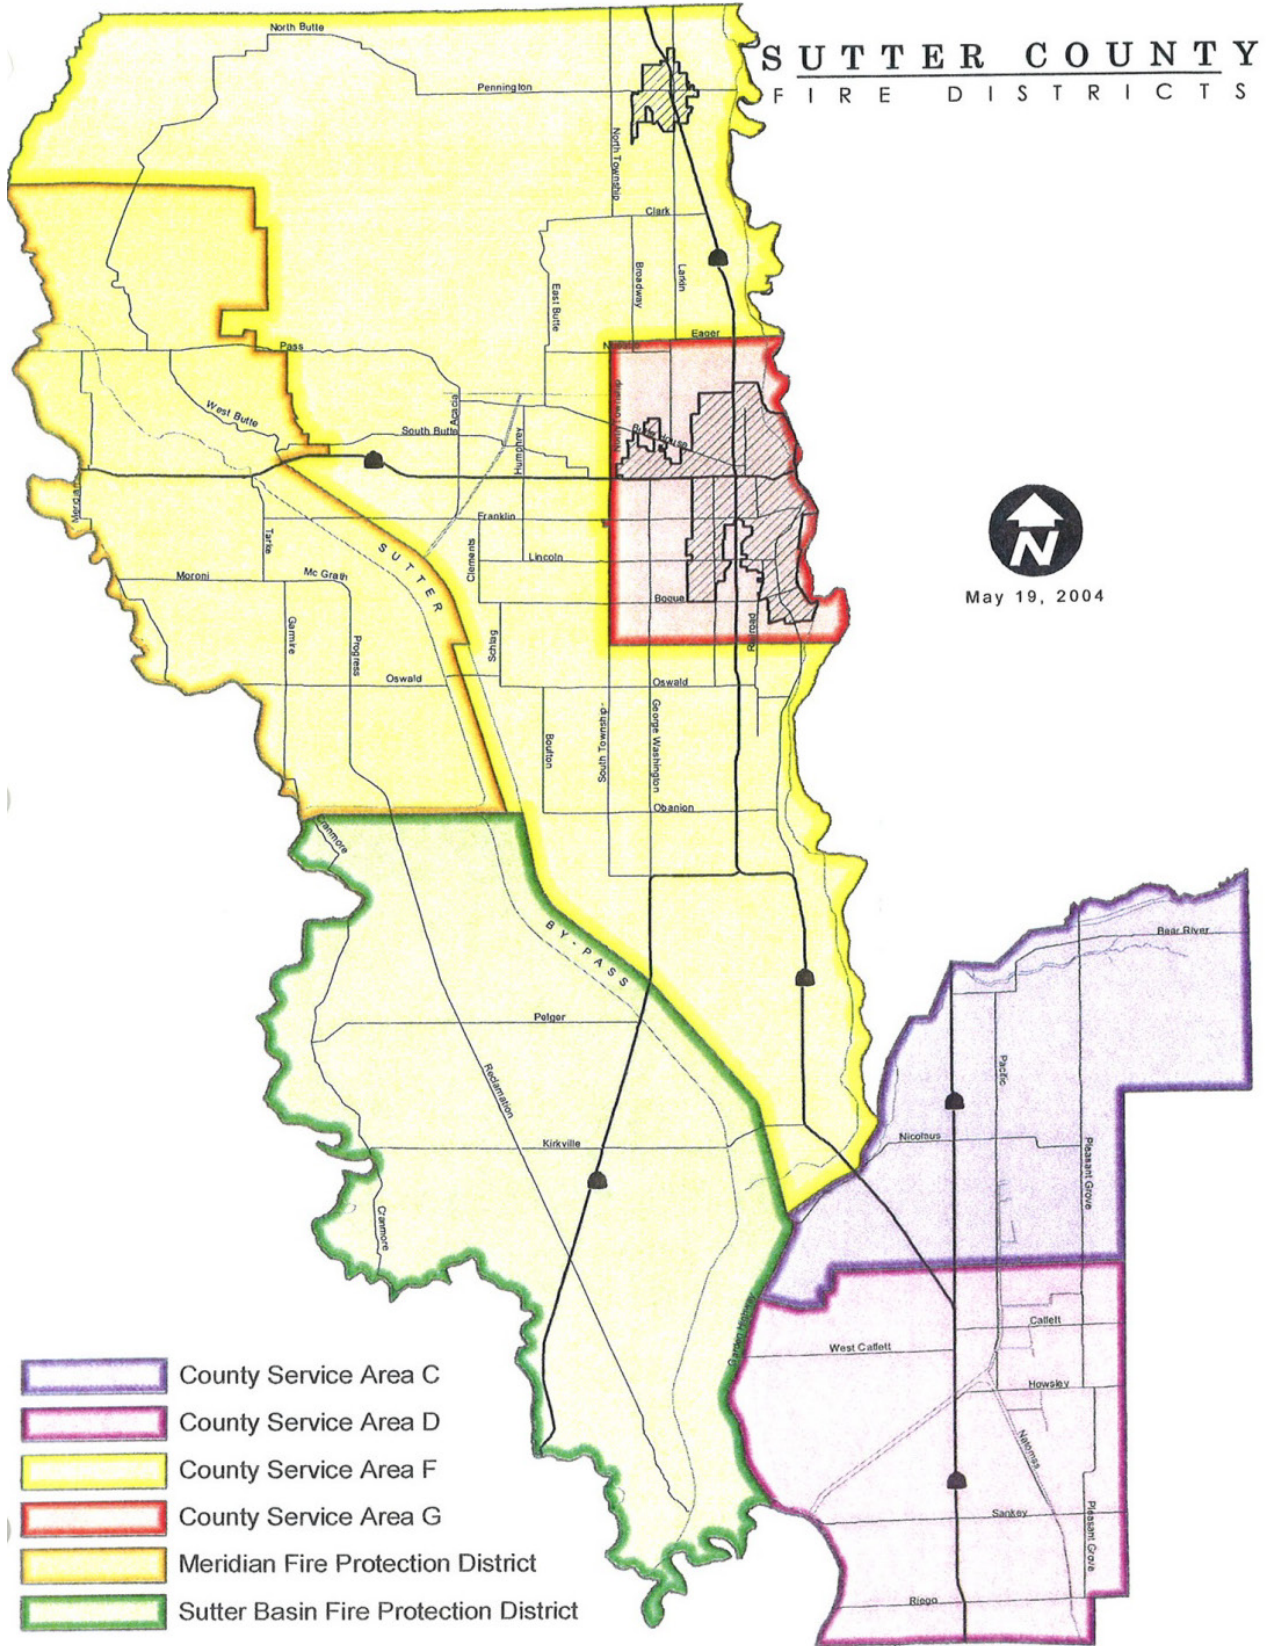 SUTTER COUNTY
FIRE DISTRICTS
North Butte
Pennington
North Township
Clark
Broadway
Larkin
East Butte
Eager
Pass
West Butte
Acacia
South Butte
Humphrey
Butte House
Meridian
Franklin
Tarke
SUTTER
Clements
Lincoln
Moroni
Mc Grath
Bogue
May 19, 2004
Garmire
Progress
Schlag
Railroad
Oswald
Oswald
Boulton
South Township
George Washington
Obanion
Cranmore
BY-PASS
Bear River
Pelger
Pacific
Reclamation
Kirkville
Nicolaus
Pleasant Grove
Cranmore
Garden Highway
Catlett
West Catlett
Howsley
Natomas
Sankey
Pleasant Grove
Riego
County Service Area C
County Service Area D
County Service Area F
County Service Area G
Meridian Fire Protection District
Sutter Basin Fire Protection District
N